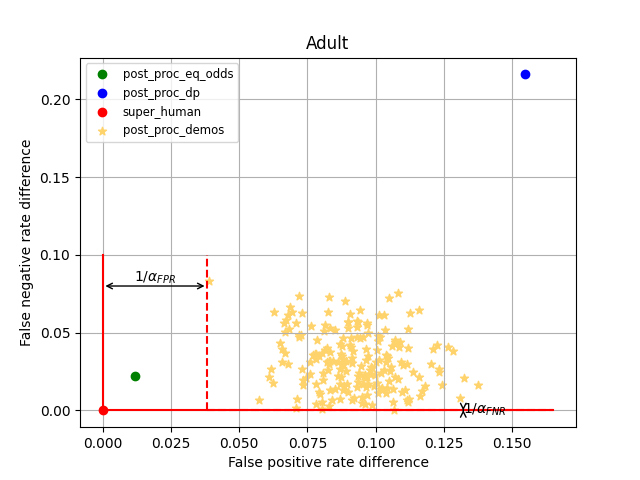 Adult
post_proc_eq_odds
post_proc_dp
super_human
post_proc_demos
1/α_FPR
1/α_FNR
0.20
0.15
0.10
0.05
0.00
0.000 0.025 0.050 0.075 0.100 0.125 0.150
False positive rate difference
False negative rate difference